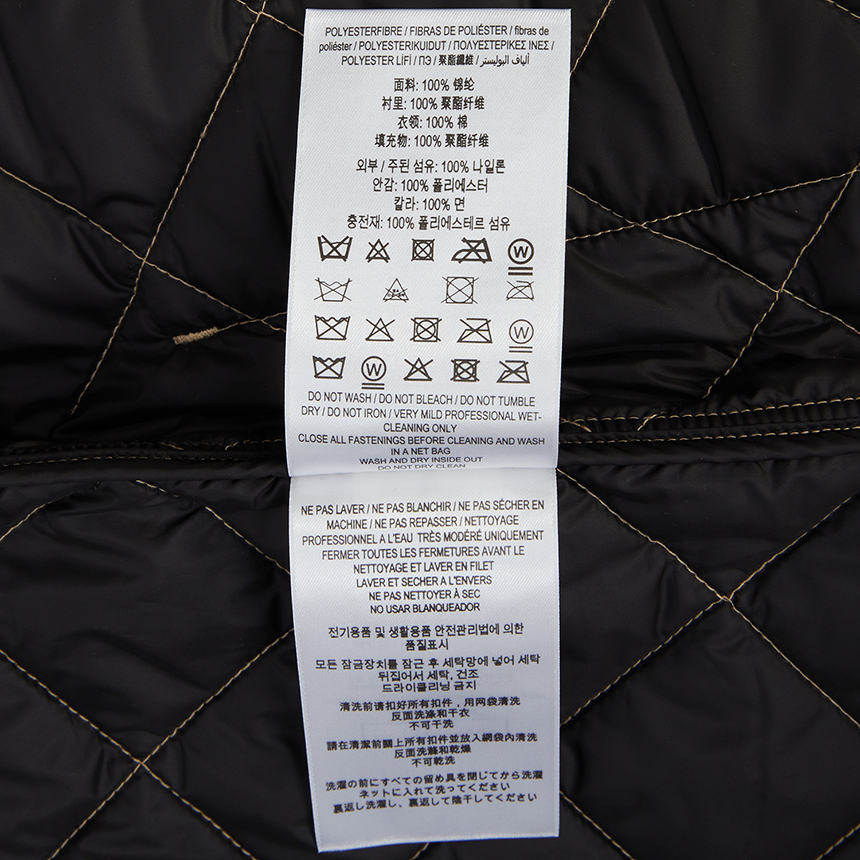 POLYESTERFIBRE / FIBRAS DE POLIÉSTER / fibras de
poliéster / POLYESTERIKUIDUT / ΠΟΛΥΕΣΤΕΡΙΚΕΣ ΙΝΕΣ /
POLYESTER LİFİ / ПЭ / 聚酯纖維 / ألياف البوليستر
面料: 100% 锦纶
衬里: 100% 聚酯纤维
衣领: 100% 棉
填充物: 100% 聚酯纤维
외부 / 주된 섬유: 100% 나일론
안감: 100% 폴리에스터
칼라: 100% 면
충전재: 100% 폴리에스테르 섬유
W
W
W
DO NOT WASH / DO NOT BLEACH / DO NOT TUMBLE
DRY / DO NOT IRON / VERY MILD PROFESSIONAL WET-
CLEANING ONLY
CLOSE ALL FASTENINGS BEFORE CLEANING AND WASH
IN A NET BAG
WASH AND DRY INSIDE OUT
DO NOT DRY CLEAN
NE PAS LAVER / NE PAS BLANCHIR / NE PAS SÉCHER EN
MACHINE / NE PAS REPASSER / NETTOYAGE
PROFESSIONNEL A L'EAU TRÈS MODÉRÉ UNIQUEMENT
FERMER TOUTES LES FERMETURES AVANT LE
NETTOYAGE ET LAVER EN FILET
LAVER ET SECHER A L'ENVERS
NE PAS NETTOYER À SEC
NO USAR BLANQUEADOR
전기용품 및 생활용품 안전관리법에 의한
품질표시
모든 잠금장치를 잠근 후 세탁망에 넣어 세탁
뒤집어서 세탁, 건조
드라이클리닝 금지
清洗前请扣好所有扣件，用网袋清洗
反面洗涤和干衣
不可干洗
請在清潔前關上所有扣件並放入網袋內清洗
反面洗滌和乾燥
不可乾洗
洗濯の前にすべての留め具を閉じてから洗濯
ネットに入れて洗ってください
裏返し洗濯し、裏返して陰干してください